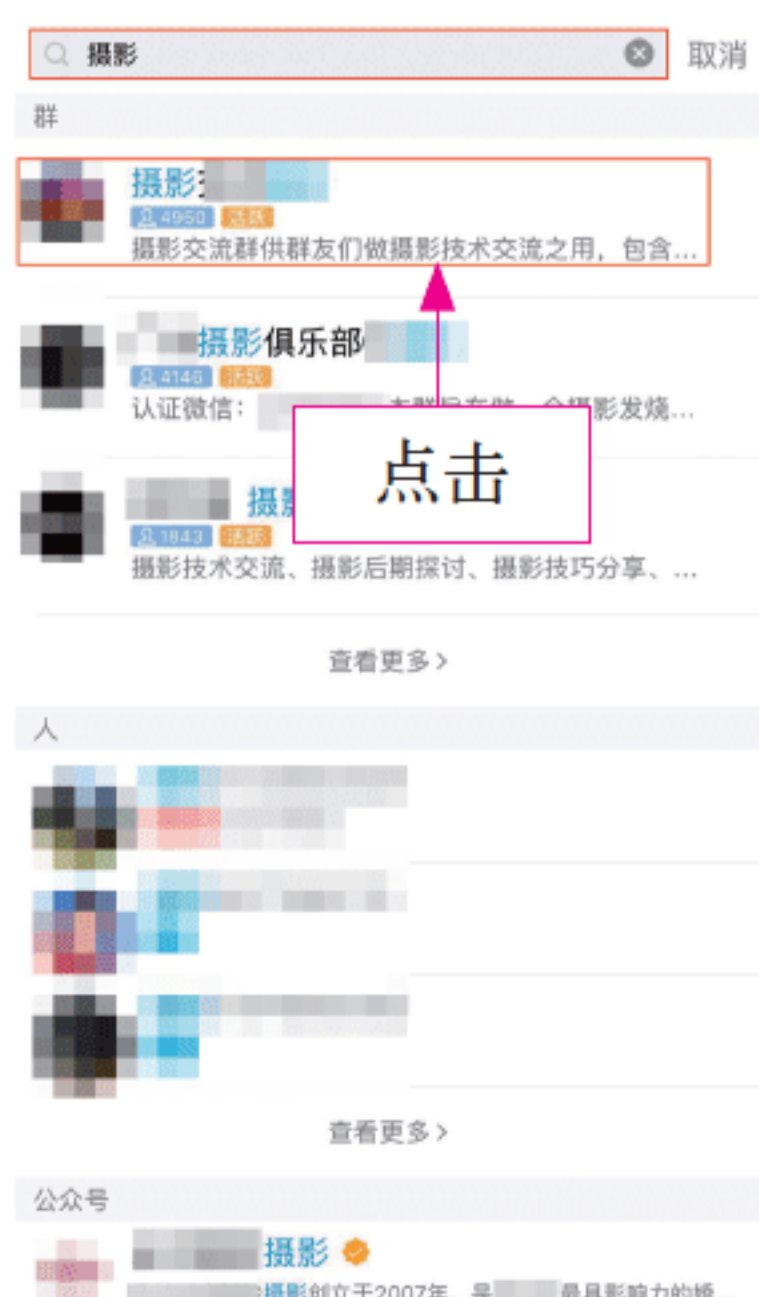 摄影
取消
群
摄影
4950 活跃
摄影交流群供群友们做摄影技术交流之用，包含...
摄影俱乐部
4146 活跃
认证微信：
摄影发烧...
点击
摄
1843 活跃
摄影技术交流、摄影后期探讨、摄影技巧分享、...
查看更多>
人
查看更多>
公众号
摄影
摄影创立于2007年，是
最具影响力的婚...